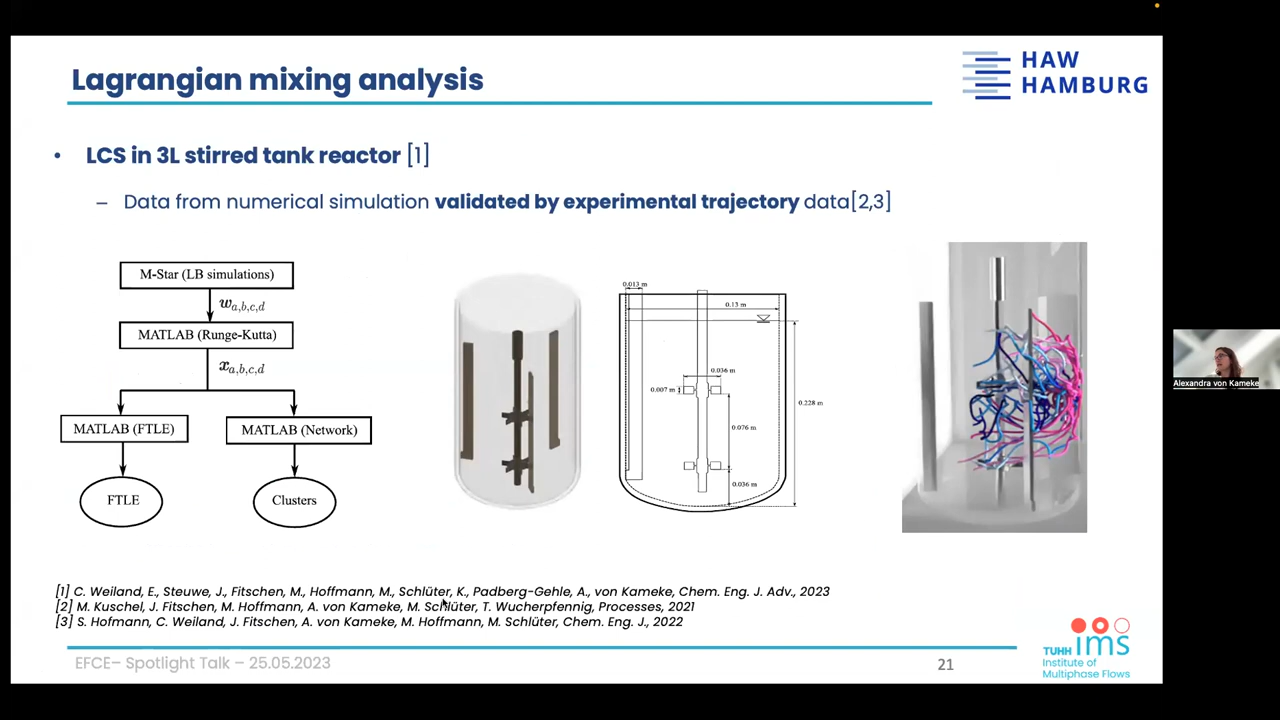 Lagrangian mixing analysis
HAW
HAMBURG
• LCS in 3L stirred tank reactor [1]
– Data from numerical simulation validated by experimental trajectory data[2,3]
M-Star (LB simulations)
w a,b,c,d
MATLAB (Runge-Kutta)
x a,b,c,d
MATLAB (FTLE)
MATLAB (Network)
FTLE
Clusters
0.013 m
0.13 m
0.036 m
0.007 m
0.228 m
0.076 m
0.036 m
Alexandra von Kameke
[1] C. Weiland, E., Steuwe, J., Fitschen, M., Hoffmann, M., Schlüter, K., Padberg-Gehle, A., von Kameke, Chem. Eng. J. Adv., 2023
[2] M. Kuschel, J. Fitschen, M. Hoffmann, A. von Kameke, M. Schlüter, T. Wucherpfennig, Processes, 2021
[3] S. Hofmann, C. Weiland, J. Fitschen, A. von Kameke, M. Hoffmann, M. Schlüter, Chem. Eng. J., 2022
EFCE– Spotlight Talk – 25.05.2023
21
TUHH ims
Institute of
Multiphase Flows